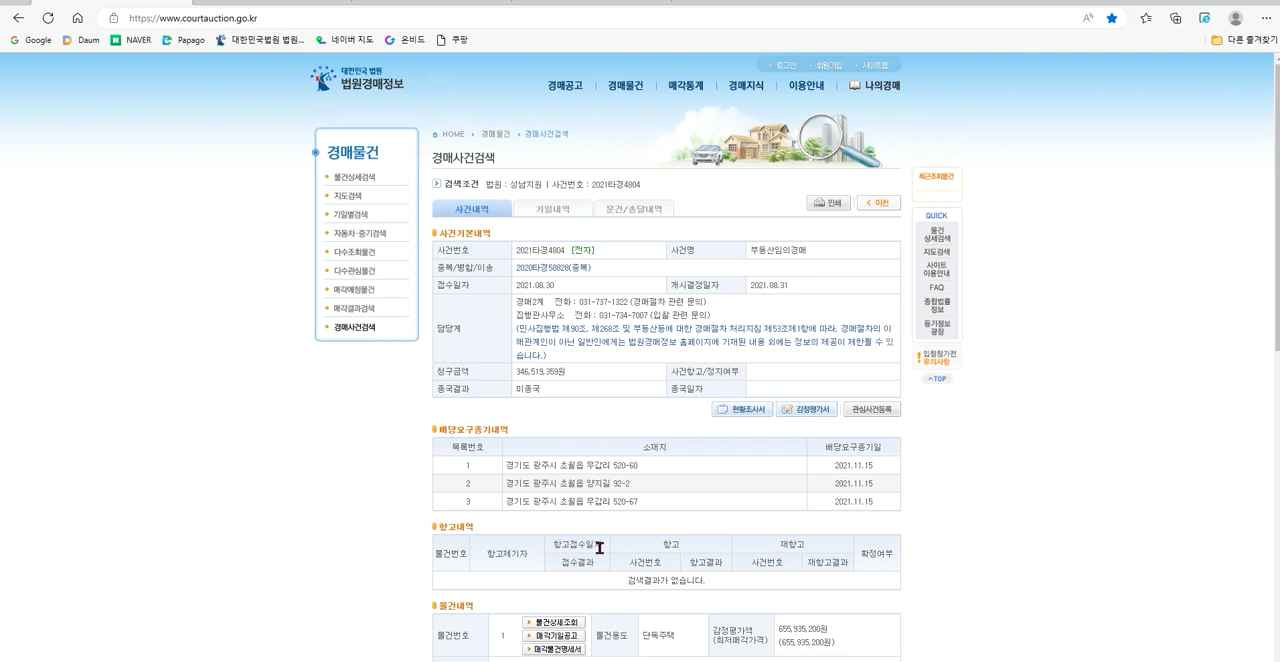 https://www.courtauction.go.kr
Google Daum NAVER Papago 대한민국법원 법원... 네이버 지도 온비드 쿠팡 다른 즐겨찾기
로그인 회원가입 사이트맵
대한민국 법원
법원경매정보
경매공고 경매물건 매각통계 경매지식 이용안내 나의경매
경매물건
물건상세검색
지도검색
기일별검색
자동차·중기검색
다수조회물건
다수관심물건
매각예정물건
매각결과검색
경매사건검색
HOME 경매물건 경매사건검색
경매사건검색
검색조건 법원 : 성남지원 | 사건번호 : 2021타경4804
인쇄 이전
사건내역 기일내역 문건/송달내역
사건기본내역
사건번호 2021타경4804 [전자] 사건명 부동산임의경매
중복/병합/이송 2020타경58828(중복)
접수일자 2021.08.30 개시결정일자 2021.08.31
담당계
경매2계 전화 : 031-737-1322 (경매절차 관련 문의)
집행관사무소 전화 : 031-734-7007 (입찰 관련 문의)
(민사집행법 제90조, 제268조 및 부동산등에 대한 경매절차 처리지침 제53조제1항에 따라, 경매절차의 이
해관계인이 아닌 일반인에게는 법원경매정보 홈페이지에 기재된 내용 외에는 정보의 제공이 제한될 수 있
습니다.)
청구금액 346,519,359원 사건항고/정지여부
종국결과 미종국 종국일자
현황조사서 감정평가서 관심사건등록
배당요구종기내역
목록번호 소재지 배당요구종기일
1 경기도 광주시 초월읍 무갑리 520-60 2021.11.15
2 경기도 광주시 초월읍 양지길 92-2 2021.11.15
3 경기도 광주시 초월읍 무갑리 520-67 2021.11.15
항고내역
물건번호 항고제기자 항고접수일자 항고 재항고 확정여부
접수결과 사건번호 항고결과 사건번호 재항고결과
검색결과가 없습니다.
물건내역
물건번호 1 물건상세조회 물건용도 단독주택 감정평가액 655,935,200원
매각기일공고 (최저매각가격) (655,935,200원)
매각물건명세서
최근조회물건
QUICK
물건
상세검색
지도검색
사이트
이용안내
FAQ
종합법률
정보
등기정보
광장
입찰참가전
유의사항
TOP